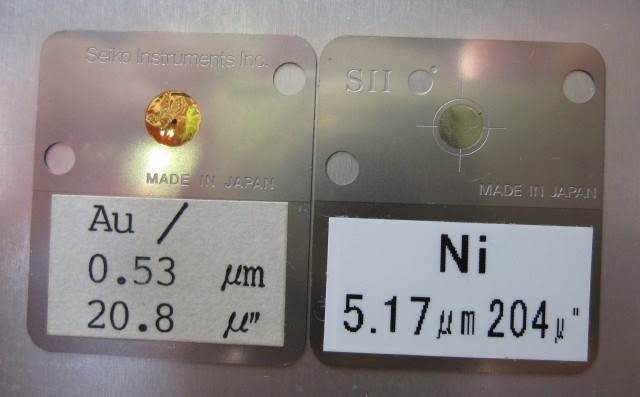 Seiko Instruments Inc.
MADE IN JAPAN
Au /
0.53 μm
20.8 μ"
SII
MADE IN JAPAN
Ni
5.17μm 204μ"